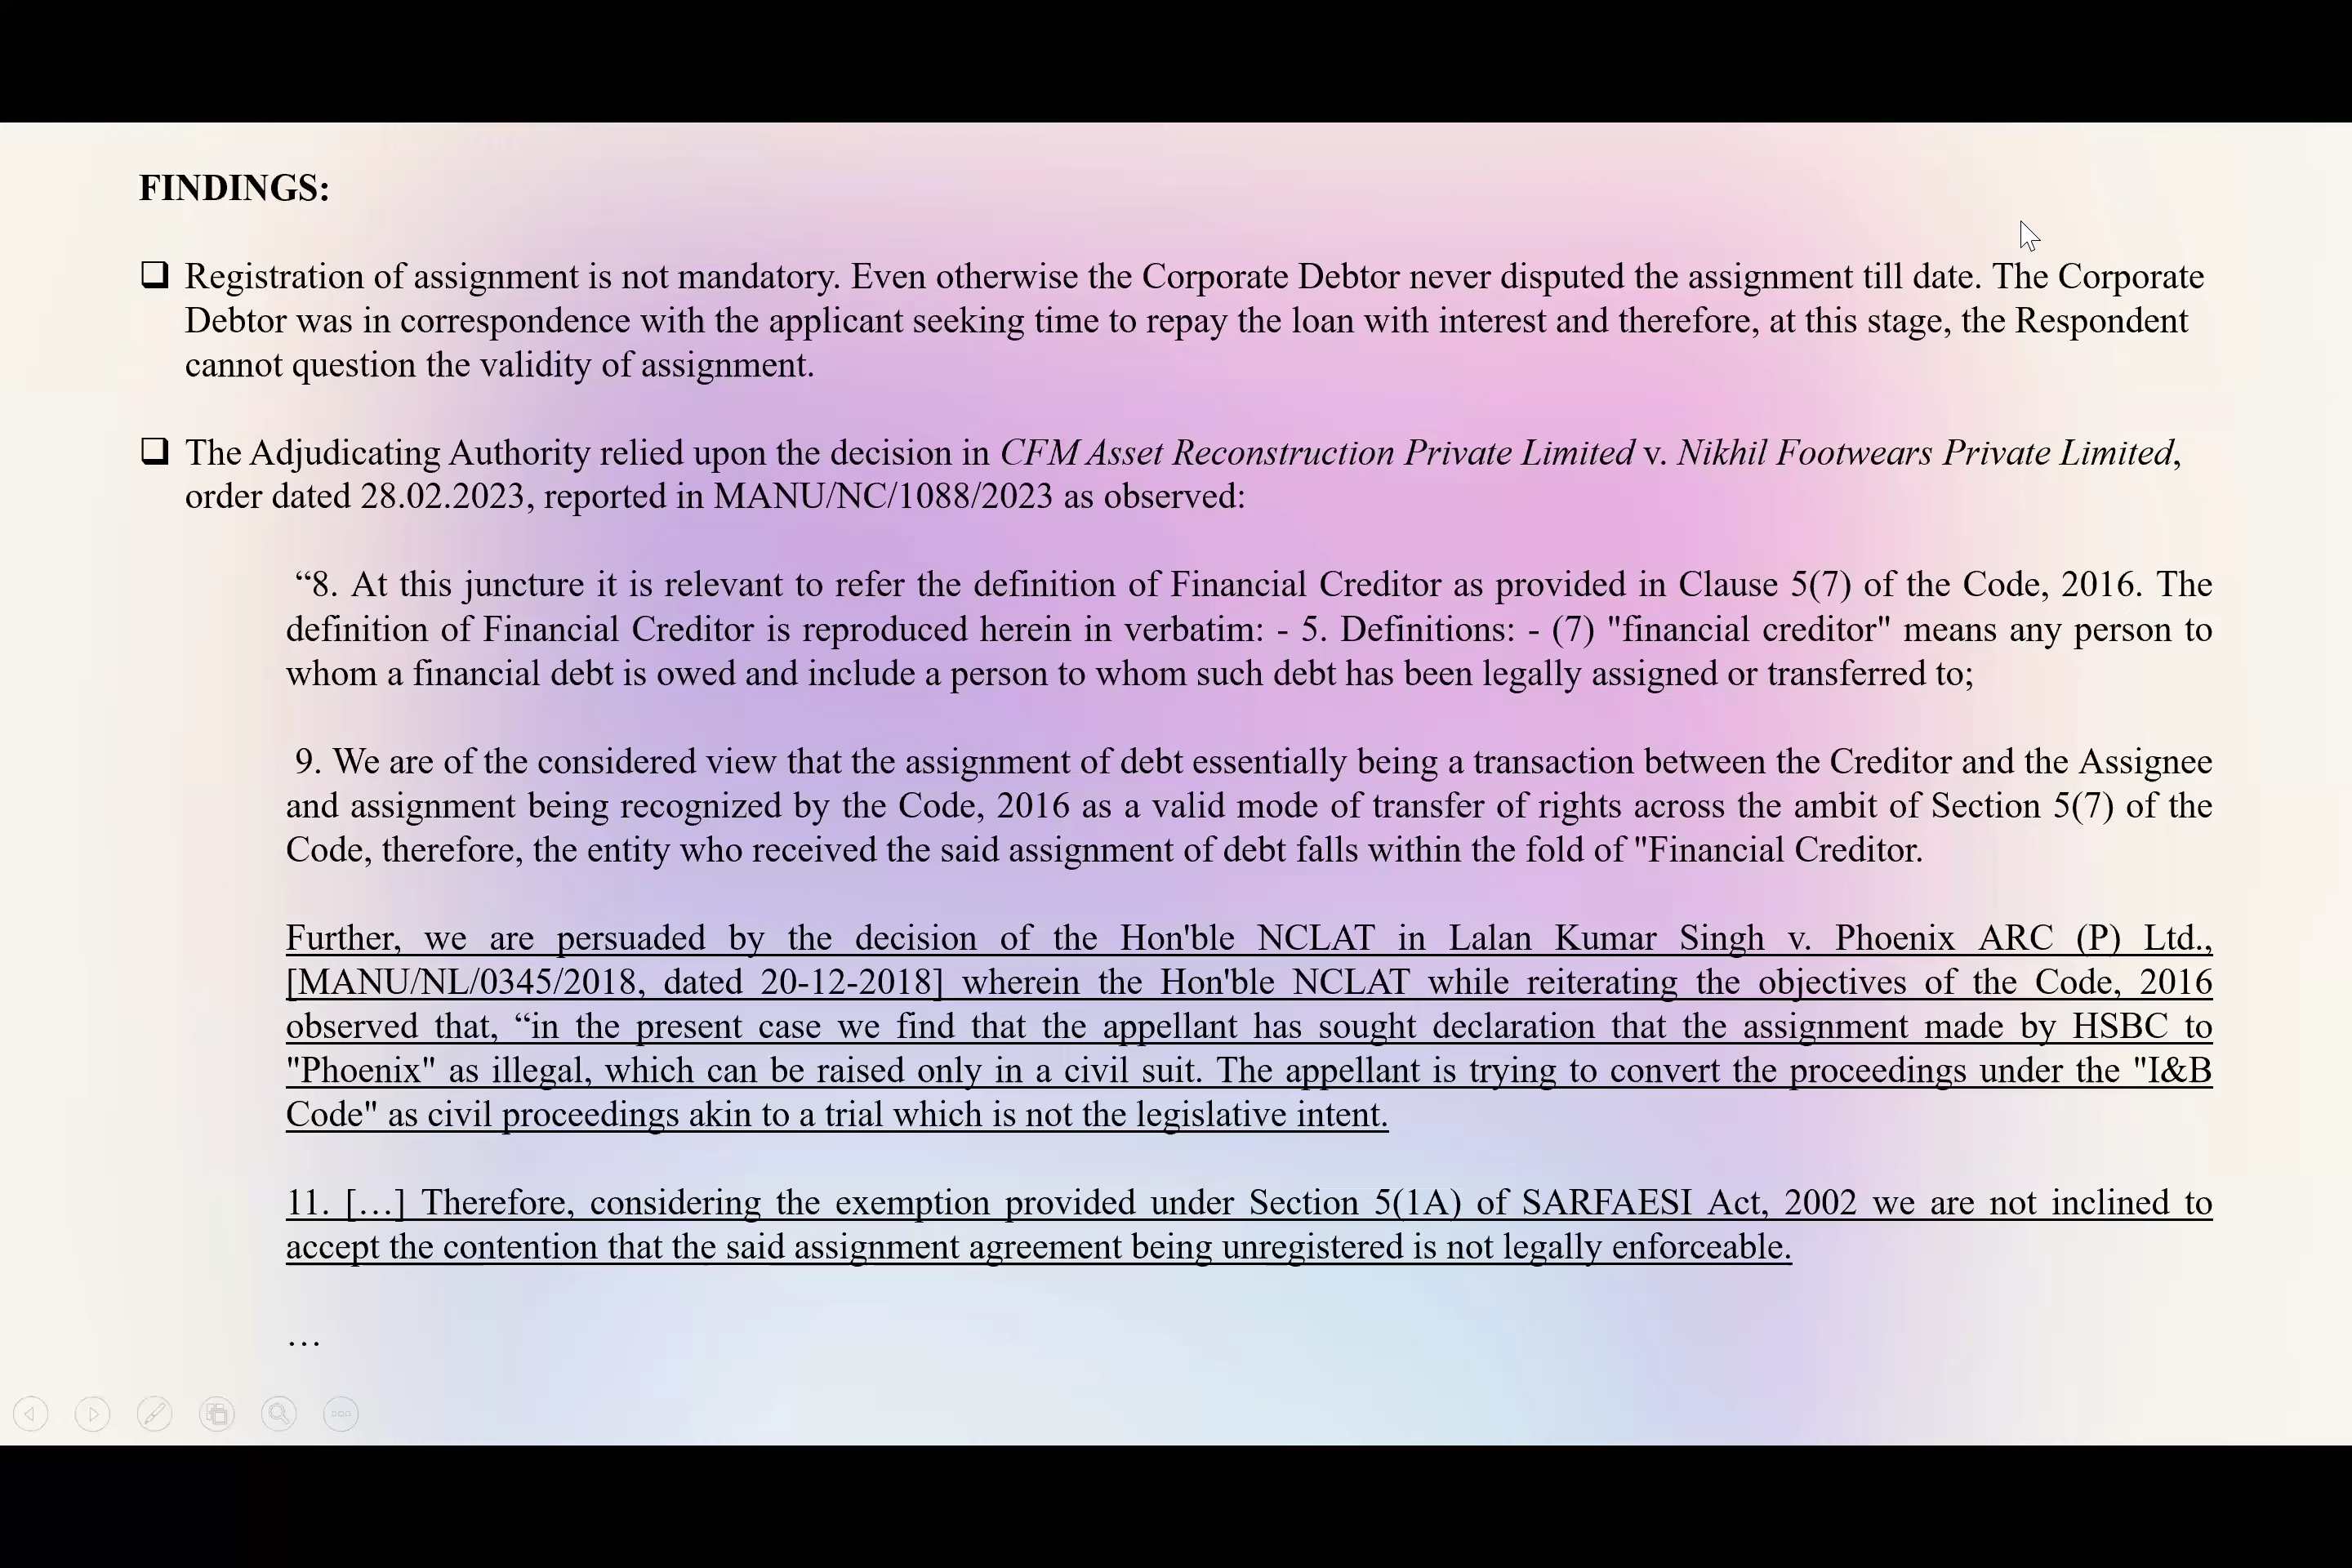 FINDINGS:
❑ Registration of assignment is not mandatory. Even otherwise the Corporate Debtor never disputed the assignment till date. The Corporate
Debtor was in correspondence with the applicant seeking time to repay the loan with interest and therefore, at this stage, the Respondent
cannot question the validity of assignment.
❑ The Adjudicating Authority relied upon the decision in CFM Asset Reconstruction Private Limited v. Nikhil Footwears Private Limited,
order dated 28.02.2023, reported in MANU/NC/1088/2023 as observed:
“8. At this juncture it is relevant to refer the definition of Financial Creditor as provided in Clause 5(7) of the Code, 2016. The
definition of Financial Creditor is reproduced herein in verbatim: - 5. Definitions: - (7) "financial creditor" means any person to
whom a financial debt is owed and include a person to whom such debt has been legally assigned or transferred to;
9. We are of the considered view that the assignment of debt essentially being a transaction between the Creditor and the Assignee
and assignment being recognized by the Code, 2016 as a valid mode of transfer of rights across the ambit of Section 5(7) of the
Code, therefore, the entity who received the said assignment of debt falls within the fold of "Financial Creditor.
Further, we are persuaded by the decision of the Hon'ble NCLAT in Lalan Kumar Singh v. Phoenix ARC (P) Ltd.,
[MANU/NL/0345/2018, dated 20-12-2018] wherein the Hon'ble NCLAT while reiterating the objectives of the Code, 2016
observed that, “in the present case we find that the appellant has sought declaration that the assignment made by HSBC to
"Phoenix" as illegal, which can be raised only in a civil suit. The appellant is trying to convert the proceedings under the "I&B
Code" as civil proceedings akin to a trial which is not the legislative intent.
11. […] Therefore, considering the exemption provided under Section 5(1A) of SARFAESI Act, 2002 we are not inclined to
accept the contention that the said assignment agreement being unregistered is not legally enforceable.
…